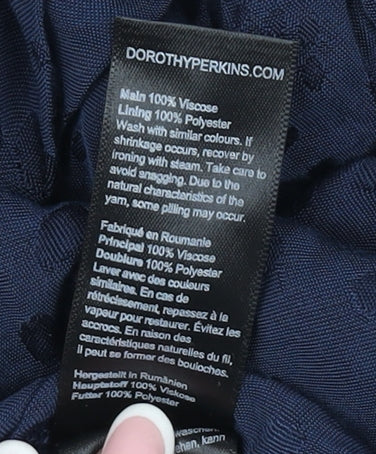 DOROTHYPERKINS.COM
Main 100% Viscose
Lining 100% Polyester
Wash with similar colours. If
shrinkage occurs, recover by
ironing with steam. Take care to
avoid snagging. Due to the
natural characteristics of the
yarn, some pilling may occur.
Fabriqué en Roumanie
Principal 100% Viscose
Doublure 100% Polyester
Laver avec des couleurs
similaires. En cas de
rétrécissement, repassez à la
vapeur pour restaurer. Évitez les
accrocs. En raison des
caractéristiques naturelles du fil,
il peut se former des bouloches.
Hergestellt in Rumänien
Hauptstoff 100% Viskose
Futter 100% Polyester
kann